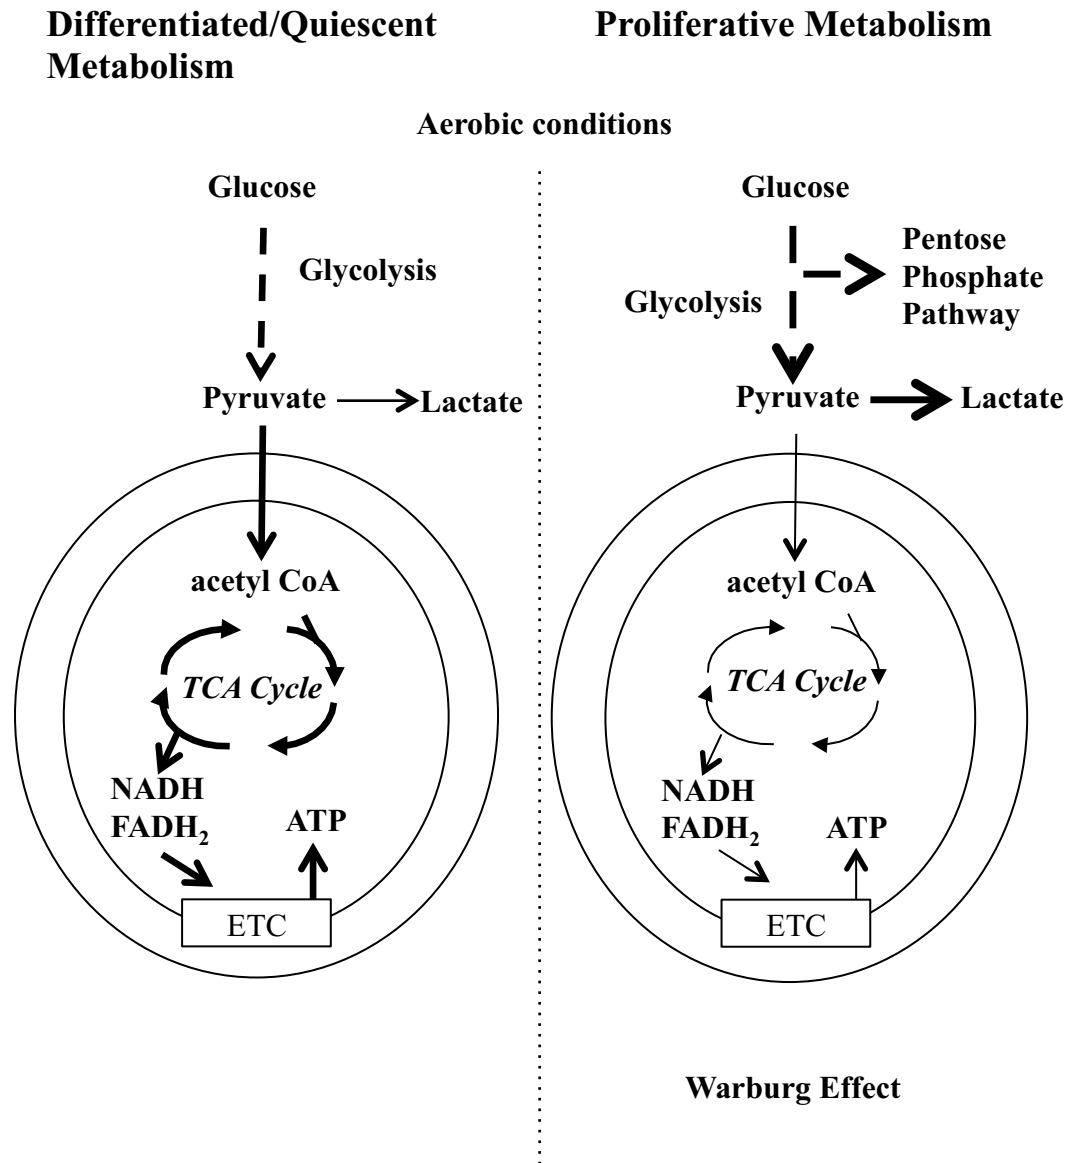 Differentiated/Quiescent
Metabolism
Proliferative Metabolism
Aerobic conditions
Glucose
Glycolysis
Pyruvate
Lactate
acetyl CoA
TCA Cycle
NADH
FADH₂
ATP
ETC
Glucose
Pentose
Phosphate
Pathway
Glycolysis
Pyruvate
Lactate
acetyl CoA
TCA Cycle
NADH
FADH₂
ATP
ETC
Warburg Effect